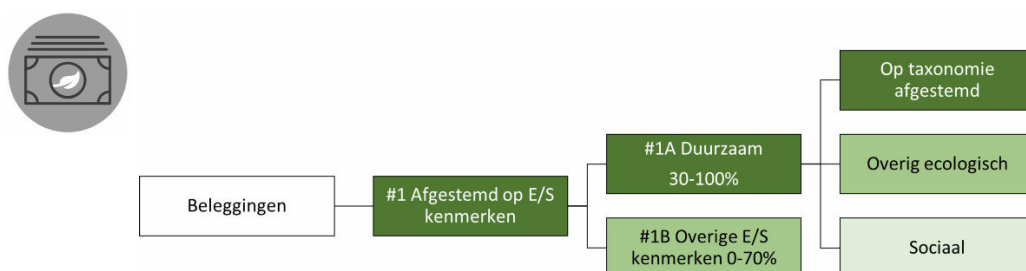 Op taxonomie
afgestemd
#1A Duurzaam
30-100%
Overig ecologisch
Beleggingen
#1 Afgestemd op E/S
kenmerken
#1B Overige E/S
kenmerken 0-70%
Sociaal